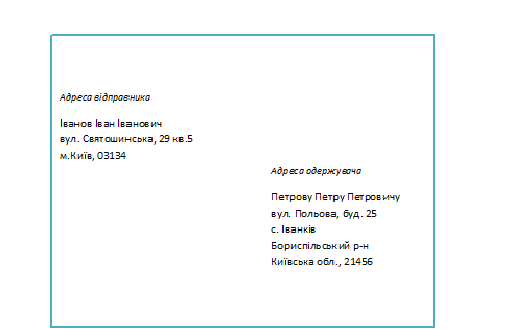 Адреса відправника
Іванов Іван Іванович
вул. Святошинська, 29 кв.5
м.Київ, 03134
Адреса одержувача
Петрову Петру Петровичу
вул. Польова, буд. 25
с. Іванків
Бориспільський р-н
Київська обл., 21456